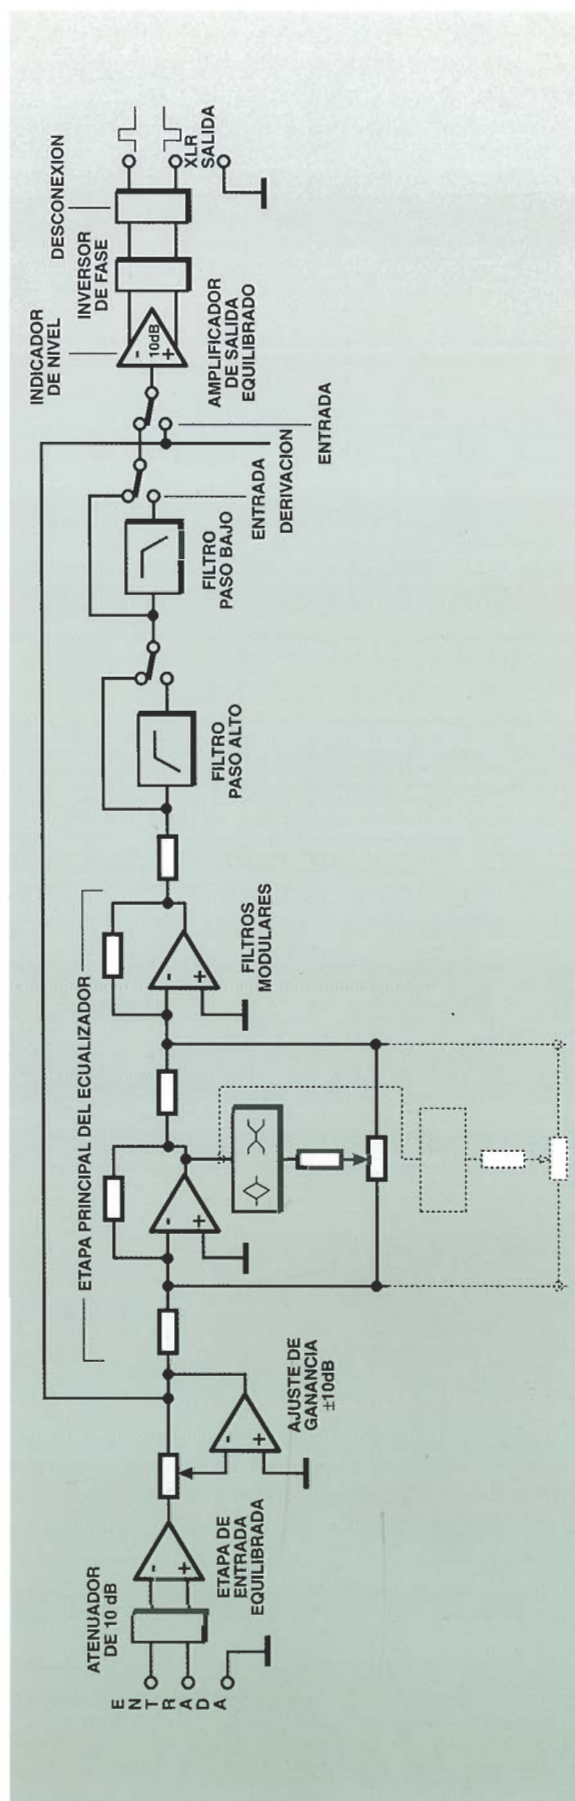 E
N
T
R
A
D
A
ATENUADOR
DE 10 dB
-
+
ETAPA DE
ENTRADA
EQUILIBRADA
-
+
AJUSTE DE
GANANCIA
±10dB
ETAPA PRINCIPAL DEL ECUALIZADOR
-
+
-
+
FILTROS
MODULARES
FILTRO
PASO ALTO
FILTRO
PASO BAJO
ENTRADA
DERIVACION
ENTRADA
INDICADOR
DE NIVEL
-
10dB
+
AMPLIFICADOR
DE SALIDA
EQUILIBRADO
INVERSOR
DE FASE
DESCONEXION
XLR
SALIDA